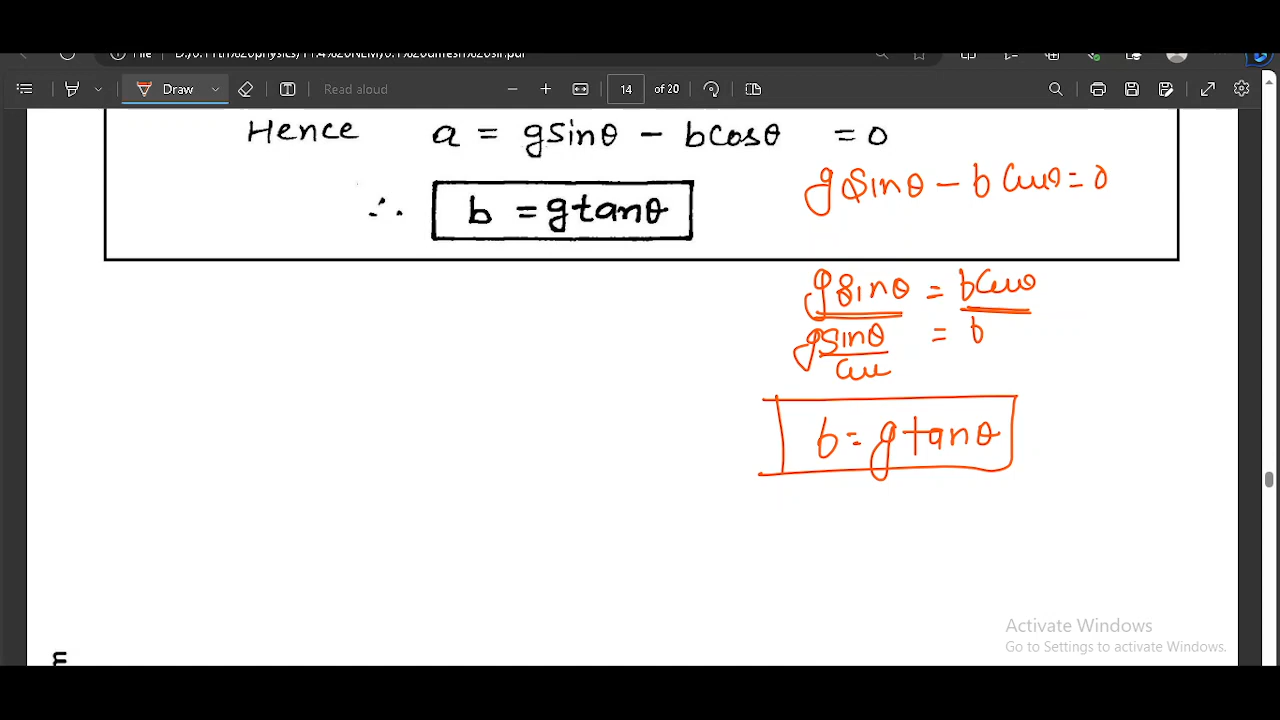 Draw
Read aloud
14 of 20
Hence a = gsinθ - bcosθ = 0
∴ b = gtanθ
gsinθ - b cosθ = 0
gsinθ = bcosθ
gsinθ/cos = b
b = gtanθ
Activate Windows
Go to Settings to activate Windows.